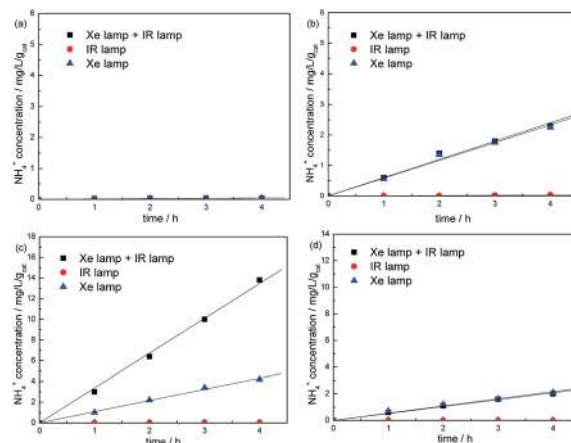 (a)
Xe lamp + IR lamp
IR lamp
Xe lamp
NH₄⁺ concentration / mg/L/g_cat
6
5
4
3
2
1
0
0 1 2 3 4
time / h
(b)
Xe lamp + IR lamp
IR lamp
Xe lamp
NH₄⁺ concentration / mg/L/g_cat
6
5
4
3
2
1
0
0 1 2 3 4
time / h
(c)
Xe lamp + IR lamp
IR lamp
Xe lamp
NH₄⁺ concentration / mg/L/g_cat
18
16
14
12
10
8
6
4
2
0
0 1 2 3 4
time / h
(d)
Xe lamp + IR lamp
IR lamp
Xe lamp
NH₄⁺ concentration / mg/L/g_cat
14
12
10
8
6
4
2
0
0 1 2 3 4
time / h